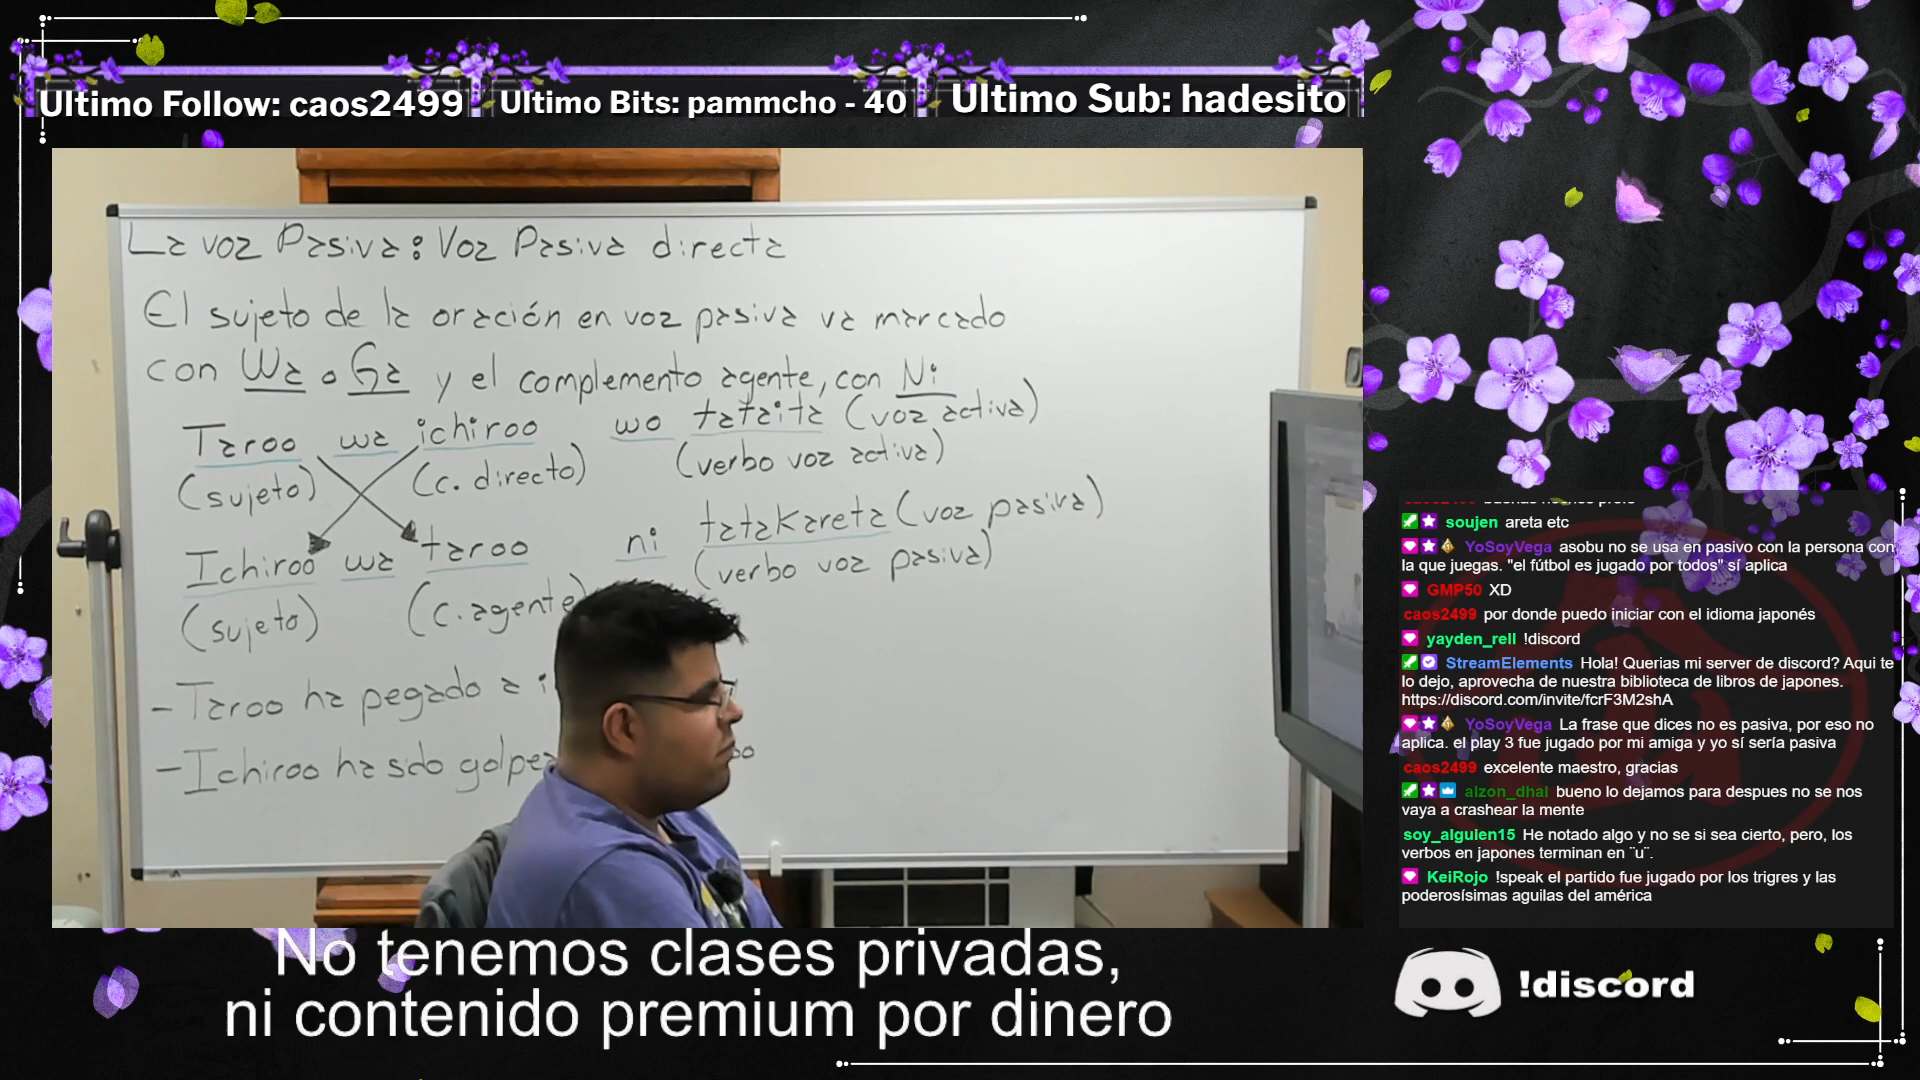 Ultimo Follow: caos2499
Ultimo Bits: pammcho - 40
Ultimo Sub: hadesito
La voz Pasiva: Voz Pasiva directa
El sujeto de la oración en voz pasiva va marcado
con Wa o Ga y el complemento agente, con Ni
Taroo wa ichiroo wo tataita (voz activa)
(sujeto) (c. directo) (verbo voz activa)
Ichiroo wa taroo ni tatakareta (voz pasiva)
(sujeto) (c. agente) (verbo voz pasiva)
- Taroo ha pegado a i
- Ichiroo ha sido golpea oo
soujen areta etc
YoSoyVega asobu no se usa en pasivo con la persona con
la que juegas. "el fútbol es jugado por todos" sí aplica
GMP50 XD
caos2499 por donde puedo iniciar con el idioma japonés
yayden_rell !discord
StreamElements Hola! Querias mi server de discord? Aqui te
lo dejo, aprovecha de nuestra biblioteca de libros de japones.
https://discord.com/invite/fcrF3M2shA
YoSoyVega La frase que dices no es pasiva, por eso no
aplica. el play 3 fue jugado por mi amiga y yo sí sería pasiva
caos2499 excelente maestro, gracias
aizon_dhal bueno lo dejamos para despues no se nos
vaya a crashear la mente
soy_alguien15 He notado algo y no se si sea cierto, pero, los
verbos en japones terminan en ¨u¨.
KeiRojo !speak el partido fue jugado por los trigres y las
poderosísimas aguilas del américa
No tenemos clases privadas,
ni contenido premium por dinero
!discord